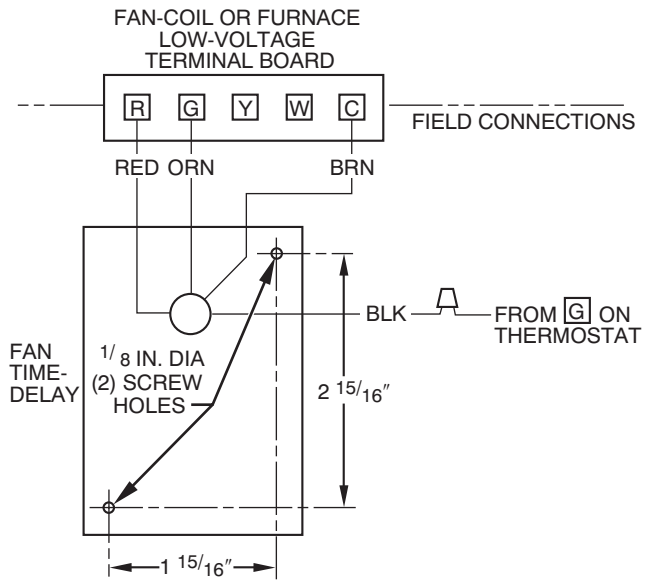 FAN-COIL OR FURNACE
LOW-VOLTAGE
TERMINAL BOARD
R G Y W C
FIELD CONNECTIONS
RED ORN BRN
BLK
FROM G ON
THERMOSTAT
FAN
TIME-
DELAY
1/8 IN. DIA
(2) SCREW
HOLES
2 15/16"
1 15/16"